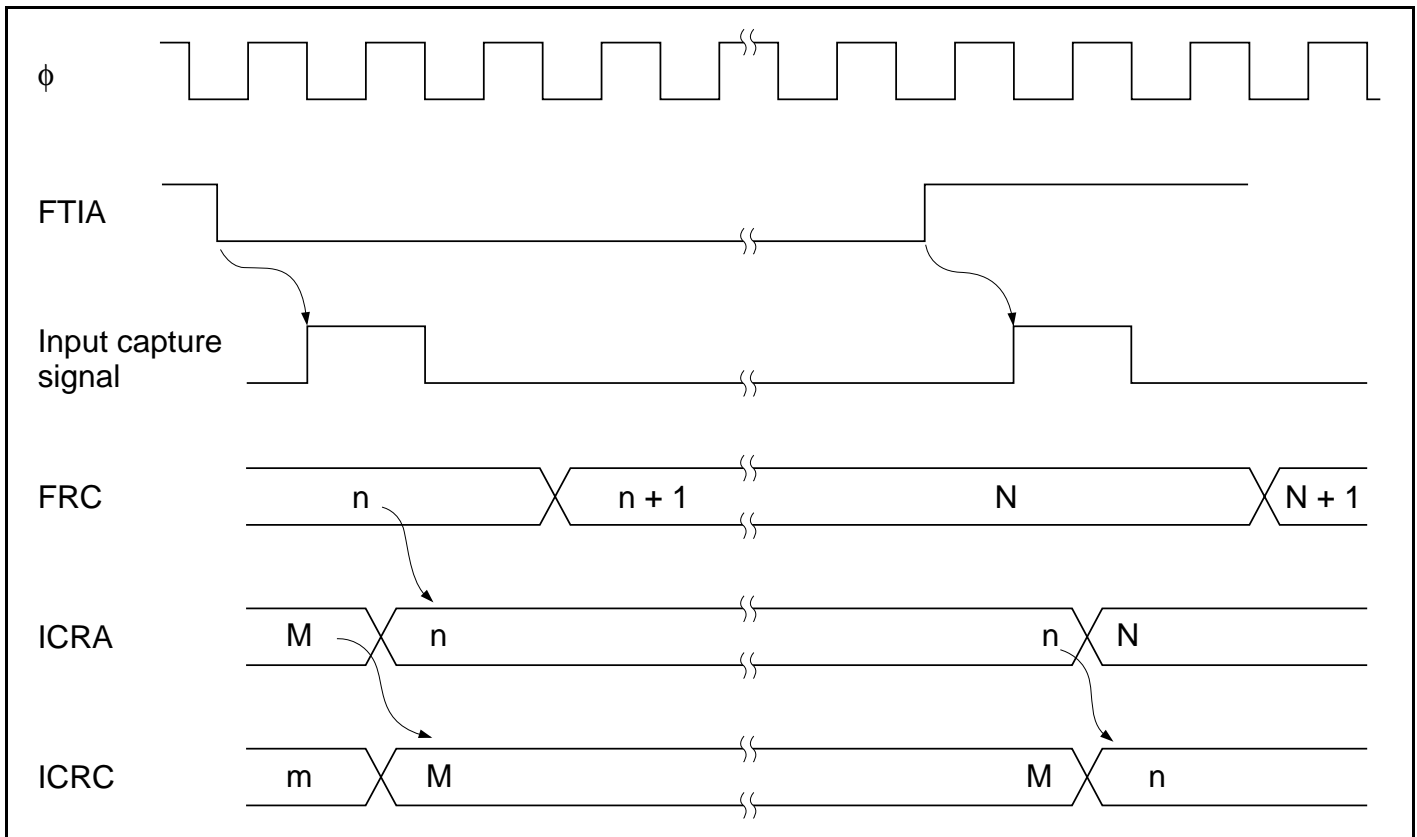 ϕ
FTIA
Input capture
signal
FRC
n
n + 1
N
N + 1
ICRA
M
n
n
N
ICRC
m
M
M
n